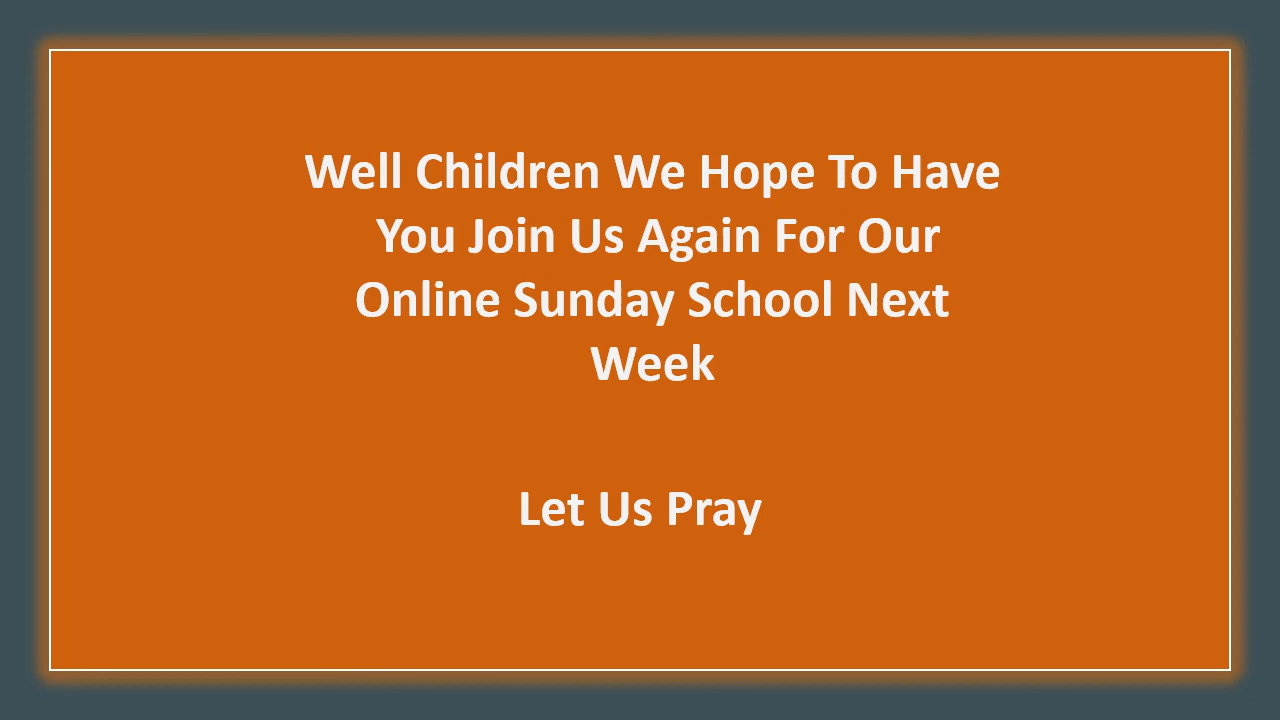 Well Children We Hope To Have
You Join Us Again For Our
Online Sunday School Next
Week
Let Us Pray